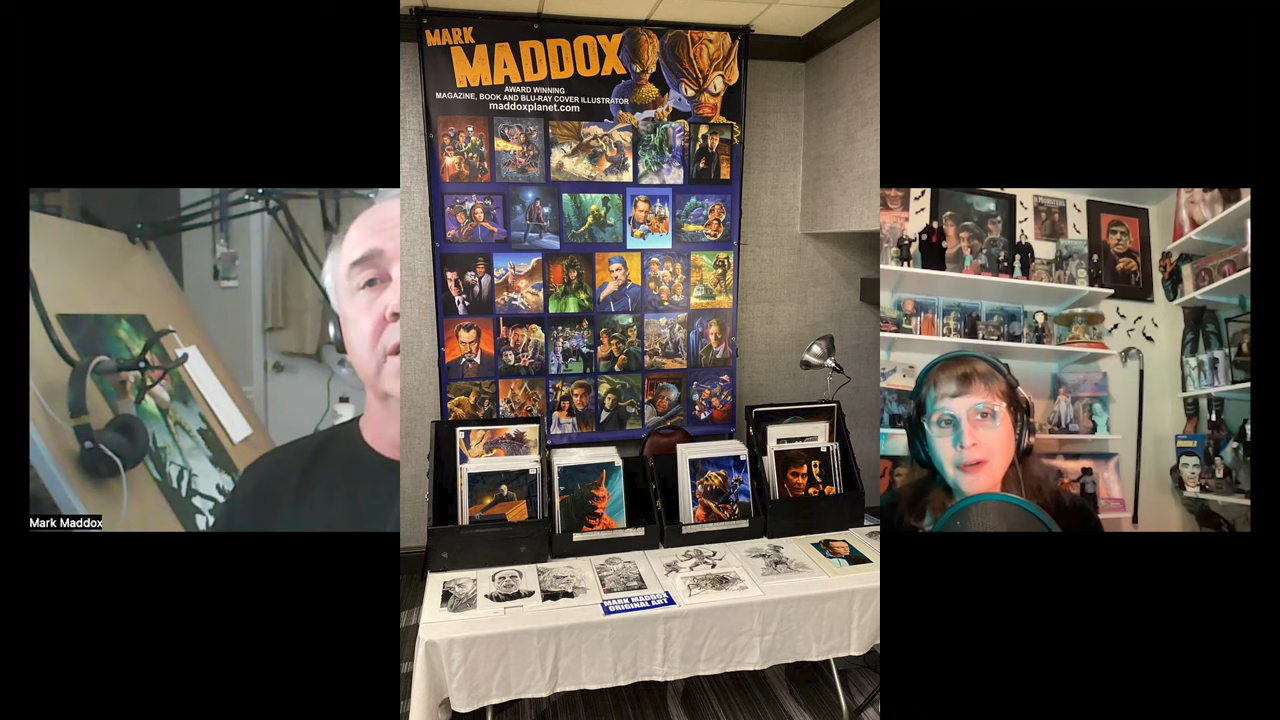 MARK
MADDOX
AWARD WINNING
MAGAZINE, BOOK AND BLU-RAY COVER ILLUSTRATOR
maddoxplanet.com
Mark Maddox
MARK MADDOX
ORIGINAL ART